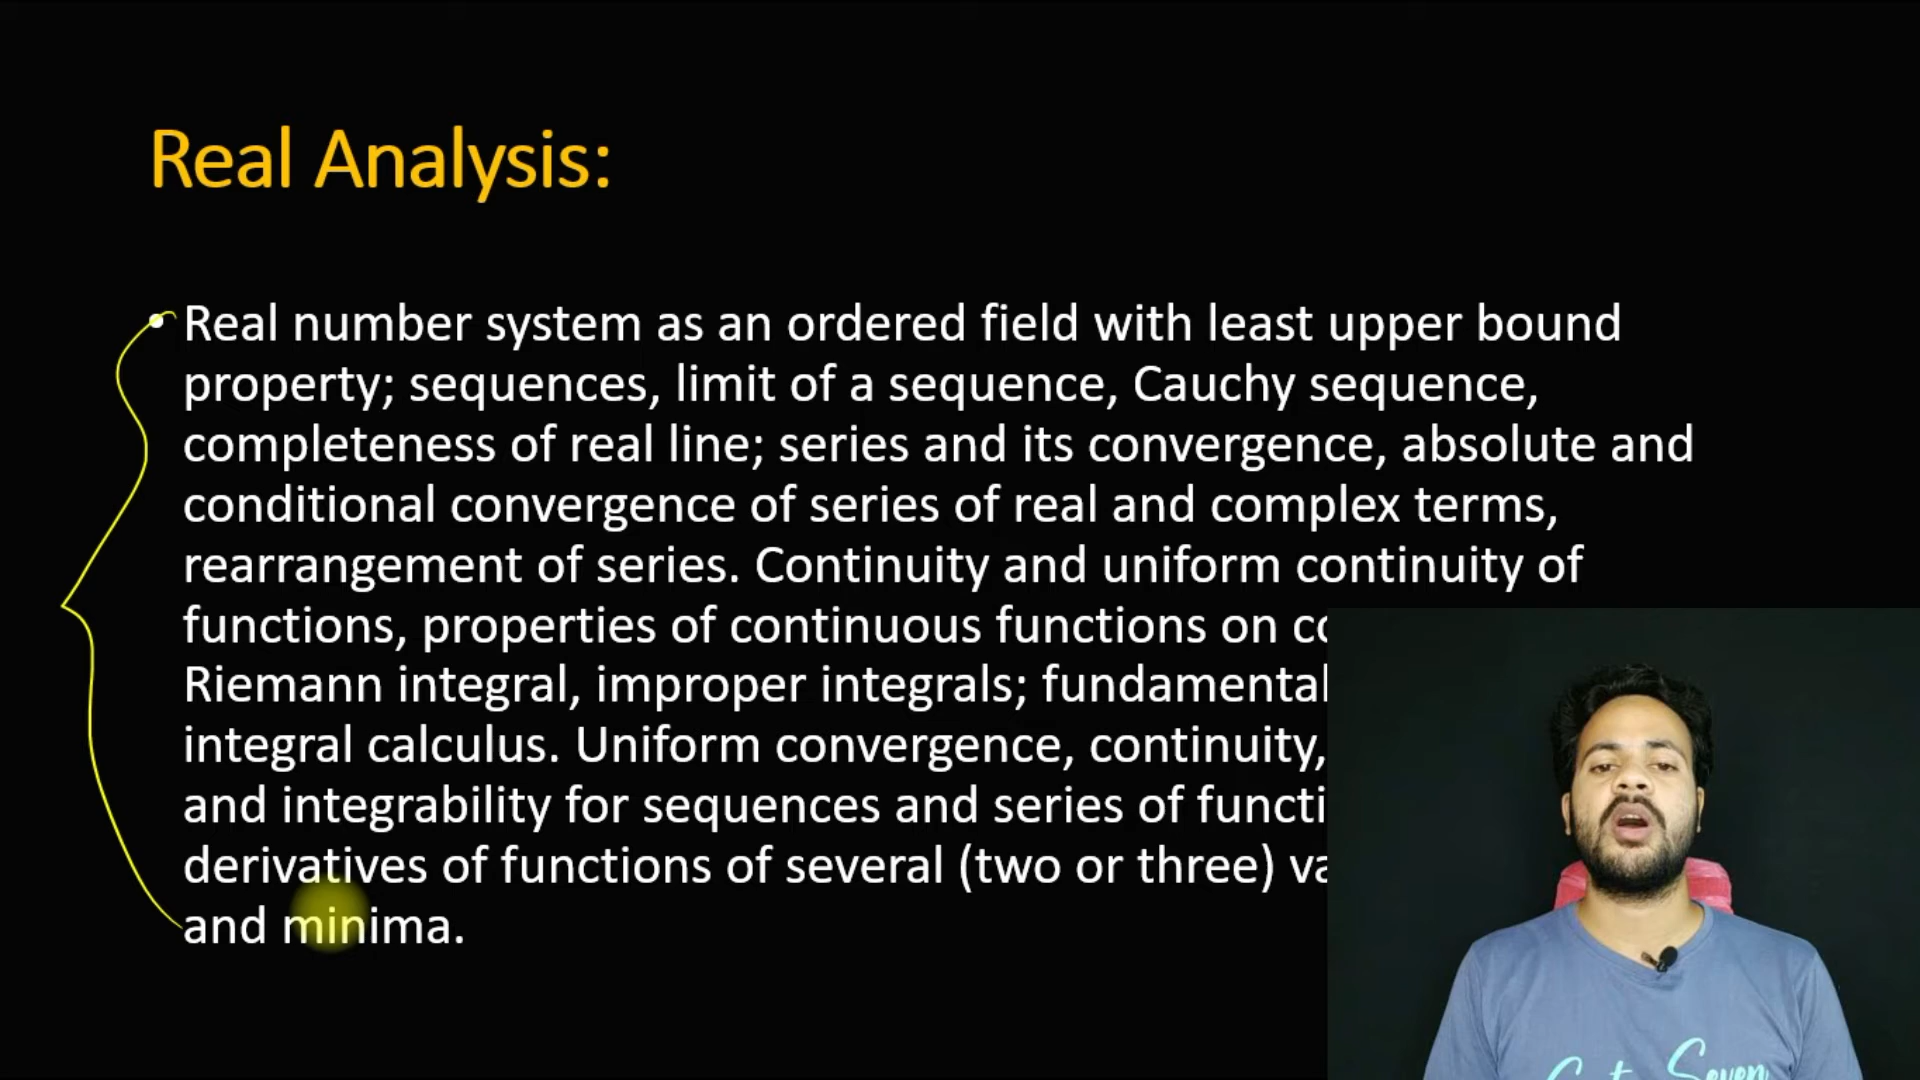 Real Analysis:
• Real number system as an ordered field with least upper bound
property; sequences, limit of a sequence, Cauchy sequence,
completeness of real line; series and its convergence, absolute and
conditional convergence of series of real and complex terms,
rearrangement of series. Continuity and uniform continuity of
functions, properties of continuous functions on
Riemann integral, improper integrals; fundamental
integral calculus. Uniform convergence, continuity,
and integrability for sequences and series of
derivatives of functions of several (two or three)
and minima.
Seven